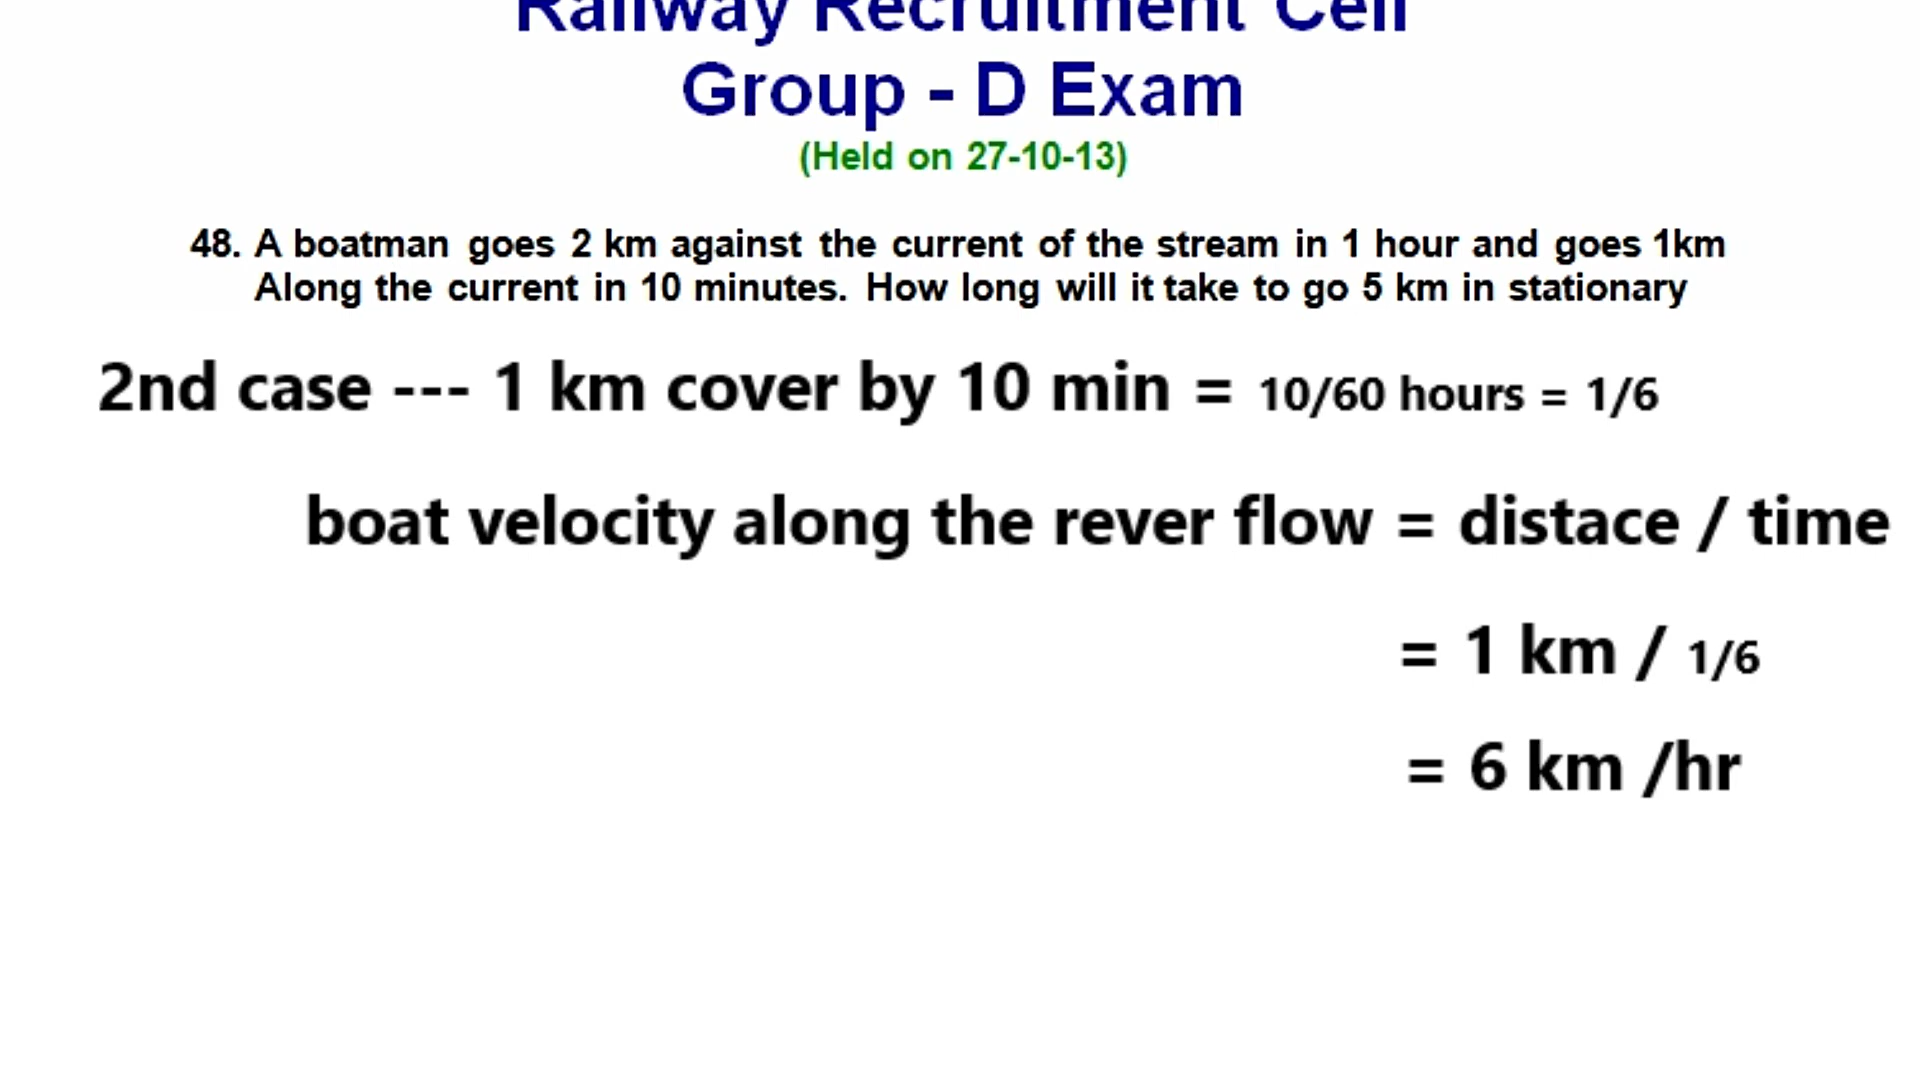 Railway Recruitment Cell
Group - D Exam
(Held on 27-10-13)
48. A boatman goes 2 km against the current of the stream in 1 hour and goes 1km
Along the current in 10 minutes. How long will it take to go 5 km in stationary
2nd case --- 1 km cover by 10 min = 10/60 hours = 1/6
boat velocity along the rever flow = distace / time
= 1 km / 1/6
= 6 km /hr